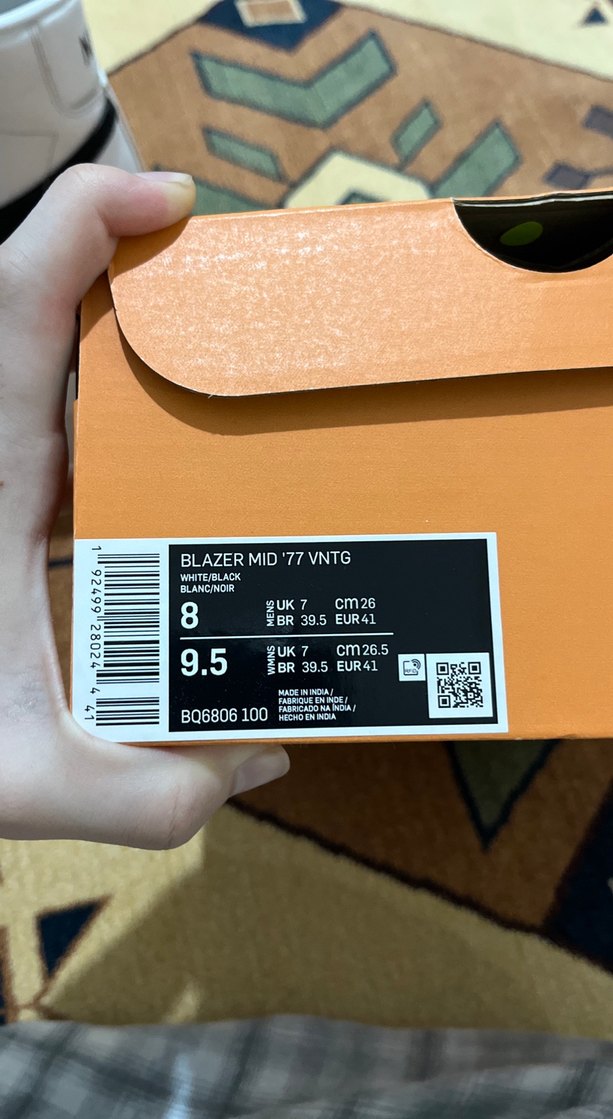 BLAZER MID '77 VNTG
WHITE/BLACK
BLANC/NOIR
8 MENS UK 7 cm 26
BR 39.5 EUR 41
9.5 WMNS UK 7 cm 26.5
BR 39.5 EUR 41
BQ6806 100
MADE IN INDIA /
FABRIQUE EN INDE /
FABRICADO NA ÍNDIA /
HECHO EN INDIA
RFID
1 92499 28024 4 41